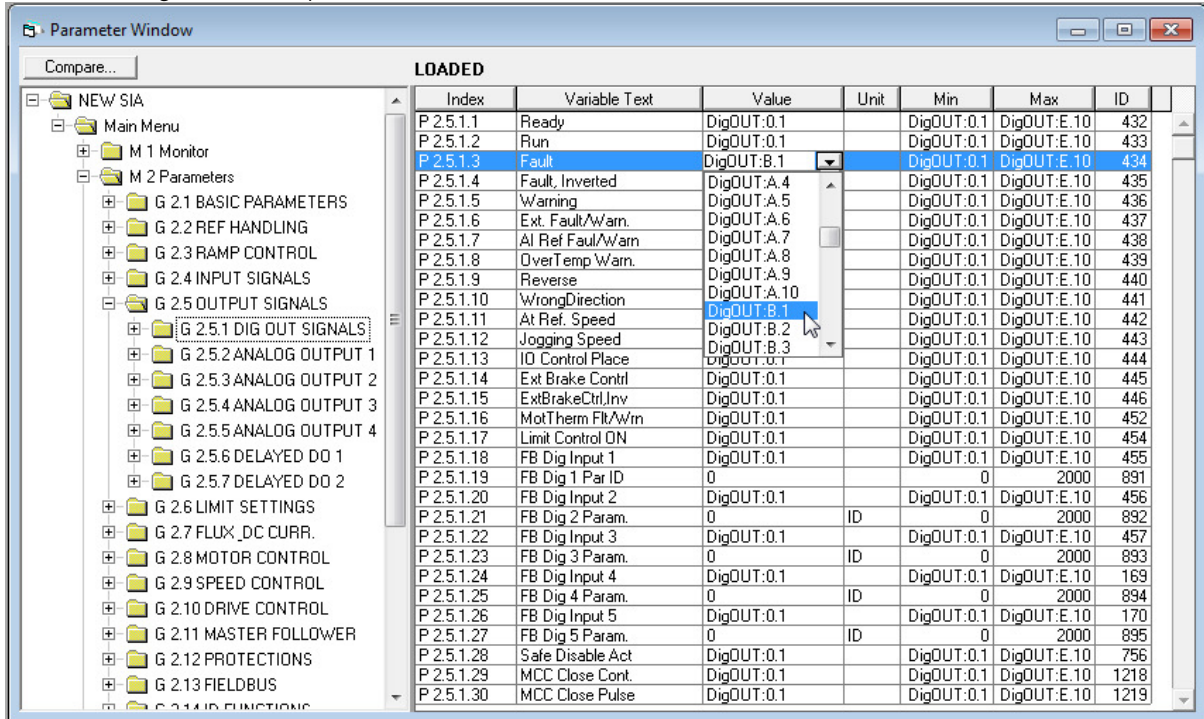 Parameter Window
Compare...
LOADED
NEW SIA
Main Menu
M 1 Monitor
M 2 Parameters
G 2.1 BASIC PARAMETERS
G 2.2 REF HANDLING
G 2.3 RAMP CONTROL
G 2.4 INPUT SIGNALS
G 2.5 OUTPUT SIGNALS
G 2.5.1 DIG OUT SIGNALS
G 2.5.2 ANALOG OUTPUT 1
G 2.5.3 ANALOG OUTPUT 2
G 2.5.4 ANALOG OUTPUT 3
G 2.5.5 ANALOG OUTPUT 4
G 2.5.6 DELAYED DO 1
G 2.5.7 DELAYED DO 2
G 2.6 LIMIT SETTINGS
G 2.7 FLUX_DC CURR.
G 2.8 MOTOR CONTROL
G 2.9 SPEED CONTROL
G 2.10 DRIVE CONTROL
G 2.11 MASTER FOLLOWER
G 2.12 PROTECTIONS
G 2.13 FIELDBUS
G 2.14 ID FUNCTIONS
Index Variable Text Value Unit Min Max ID
P 2.5.1.1 Ready DigOUT:0.1 DigOUT:0.1 DigOUT:E.10 432
P 2.5.1.2 Run DigOUT:0.1 DigOUT:0.1 DigOUT:E.10 433
P 2.5.1.3 Fault DigOUT:B.1 DigOUT:0.1 DigOUT:E.10 434
P 2.5.1.4 Fault, Inverted DigOUT:A.4 DigOUT:0.1 DigOUT:E.10 435
P 2.5.1.5 Warning DigOUT:A.5 DigOUT:0.1 DigOUT:E.10 436
P 2.5.1.6 Ext. Fault/Warn. DigOUT:A.6 DigOUT:0.1 DigOUT:E.10 437
P 2.5.1.7 AI Ref Faul/Warn DigOUT:A.7 DigOUT:0.1 DigOUT:E.10 438
P 2.5.1.8 OverTemp Warn. DigOUT:A.8 DigOUT:0.1 DigOUT:E.10 439
P 2.5.1.9 Reverse DigOUT:A.9 DigOUT:0.1 DigOUT:E.10 440
P 2.5.1.10 WrongDirection DigOUT:A.10 DigOUT:0.1 DigOUT:E.10 441
P 2.5.1.11 At Ref. Speed DigOUT:B.1 DigOUT:0.1 DigOUT:E.10 442
P 2.5.1.12 Jogging Speed DigOUT:B.2 DigOUT:0.1 DigOUT:E.10 443
P 2.5.1.13 IO Control Place DigOUT:B.3 DigOUT:0.1 DigOUT:0.1 DigOUT:E.10 444
P 2.5.1.14 Ext Brake Contrl DigOUT:0.1 DigOUT:0.1 DigOUT:E.10 445
P 2.5.1.15 ExtBrakeCtrl,Inv DigOUT:0.1 DigOUT:0.1 DigOUT:E.10 446
P 2.5.1.16 MotTherm Flt/Wrn DigOUT:0.1 DigOUT:0.1 DigOUT:E.10 452
P 2.5.1.17 Limit Control ON DigOUT:0.1 DigOUT:0.1 DigOUT:E.10 454
P 2.5.1.18 FB Dig Input 1 DigOUT:0.1 DigOUT:0.1 DigOUT:E.10 455
P 2.5.1.19 FB Dig 1 Par ID 0 0 2000 891
P 2.5.1.20 FB Dig Input 2 DigOUT:0.1 DigOUT:0.1 DigOUT:E.10 456
P 2.5.1.21 FB Dig 2 Param. 0 ID 0 2000 892
P 2.5.1.22 FB Dig Input 3 DigOUT:0.1 DigOUT:0.1 DigOUT:E.10 457
P 2.5.1.23 FB Dig 3 Param. 0 ID 0 2000 893
P 2.5.1.24 FB Dig Input 4 DigOUT:0.1 DigOUT:0.1 DigOUT:E.10 169
P 2.5.1.25 FB Dig 4 Param. 0 ID 0 2000 894
P 2.5.1.26 FB Dig Input 5 DigOUT:0.1 DigOUT:0.1 DigOUT:E.10 170
P 2.5.1.27 FB Dig 5 Param. 0 ID 0 2000 895
P 2.5.1.28 Safe Disable Act DigOUT:0.1 DigOUT:0.1 DigOUT:E.10 756
P 2.5.1.29 MCC Close Cont. DigOUT:0.1 DigOUT:0.1 DigOUT:E.10 1218
P 2.5.1.30 MCC Close Pulse DigOUT:0.1 DigOUT:0.1 DigOUT:E.10 1219